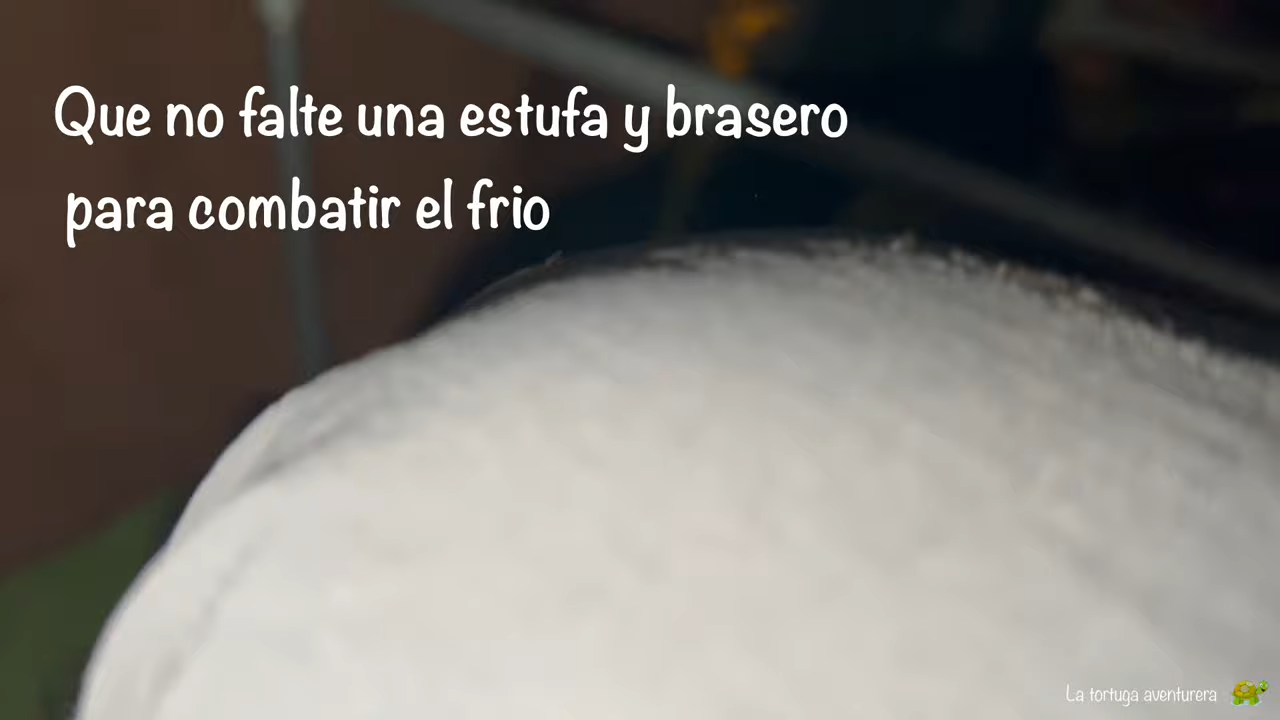 Que no falte una estufa y brasero
para combatir el frio
La tortuga aventurera